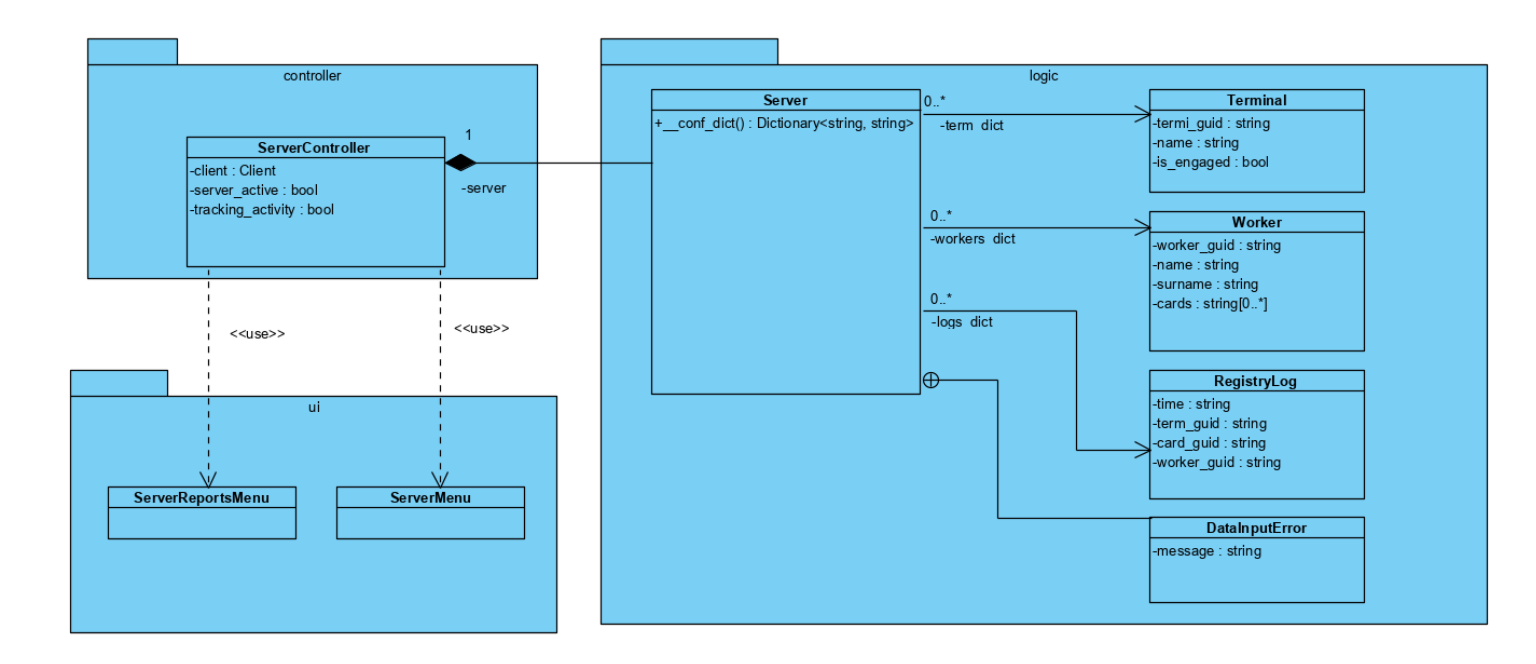 controller
ServerController
-client : Client
-server_active : bool
-tracking_activity : bool
1
-server
<<use>>
<<use>>
ui
ServerReportsMenu
ServerMenu
logic
Server
+__conf_dict() : Dictionary<string, string>
0..*
-term_dict
0..*
-workers_dict
0..*
-logs_dict
Terminal
-termi_guid : string
-name : string
-is_engaged : bool
Worker
-worker_guid : string
-name : string
-surname : string
-cards : string[0..*]
RegistryLog
-time : string
-term_guid : string
-card_guid : string
-worker_guid : string
DataInputError
-message : string